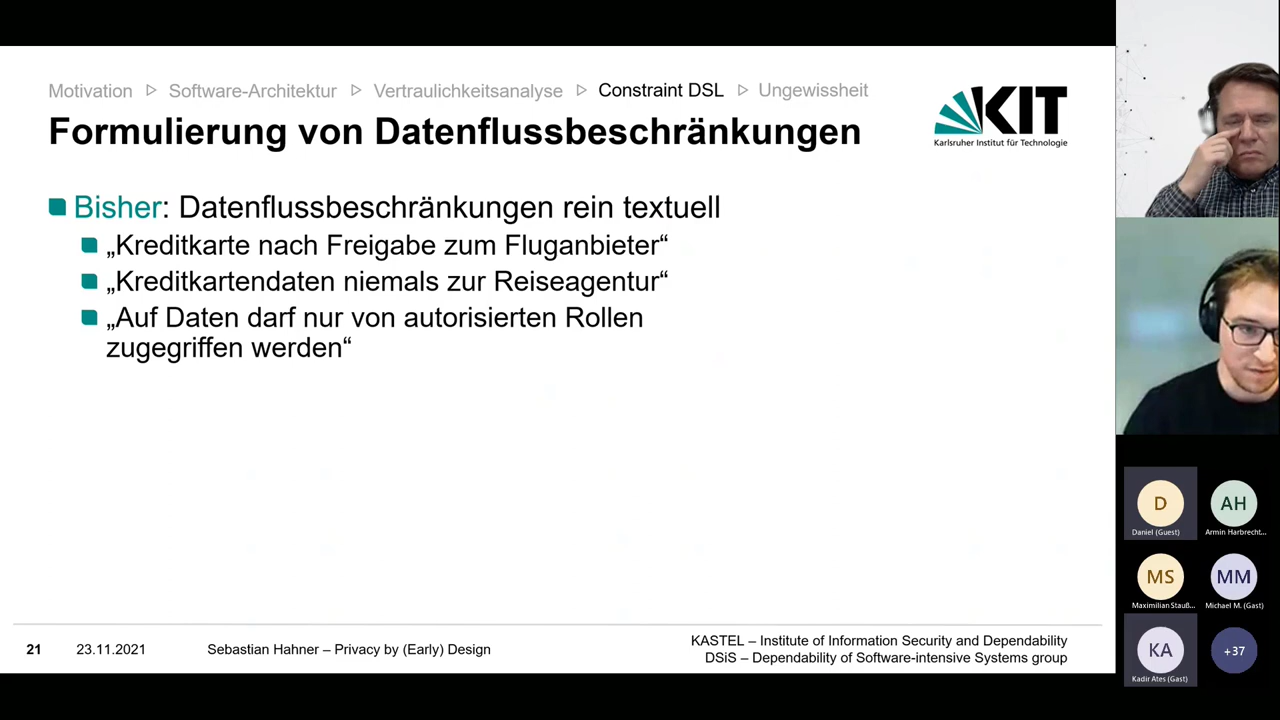 Motivation ▷ Software-Architektur ▷ Vertraulichkeitsanalyse ▷ Constraint DSL ▷ Ungewissheit
Formulierung von Datenflussbeschränkungen
KIT
Karlsruher Institut für Technologie
Bisher: Datenflussbeschränkungen rein textuell
„Kreditkarte nach Freigabe zum Fluganbieter“
„Kreditkartendaten niemals zur Reiseagentur“
„Auf Daten darf nur von autorisierten Rollen
zugegriffen werden“
21 23.11.2021 Sebastian Hahner – Privacy by (Early) Design
KASTEL – Institute of Information Security and Dependability
DSiS – Dependability of Software-intensive Systems group
D AH
Daniel (Guest) Armin Harbrecht...
MS MM
Maximilian Stauß... Michael M. (Gast)
KA +37
Kadir Ates (Gast)